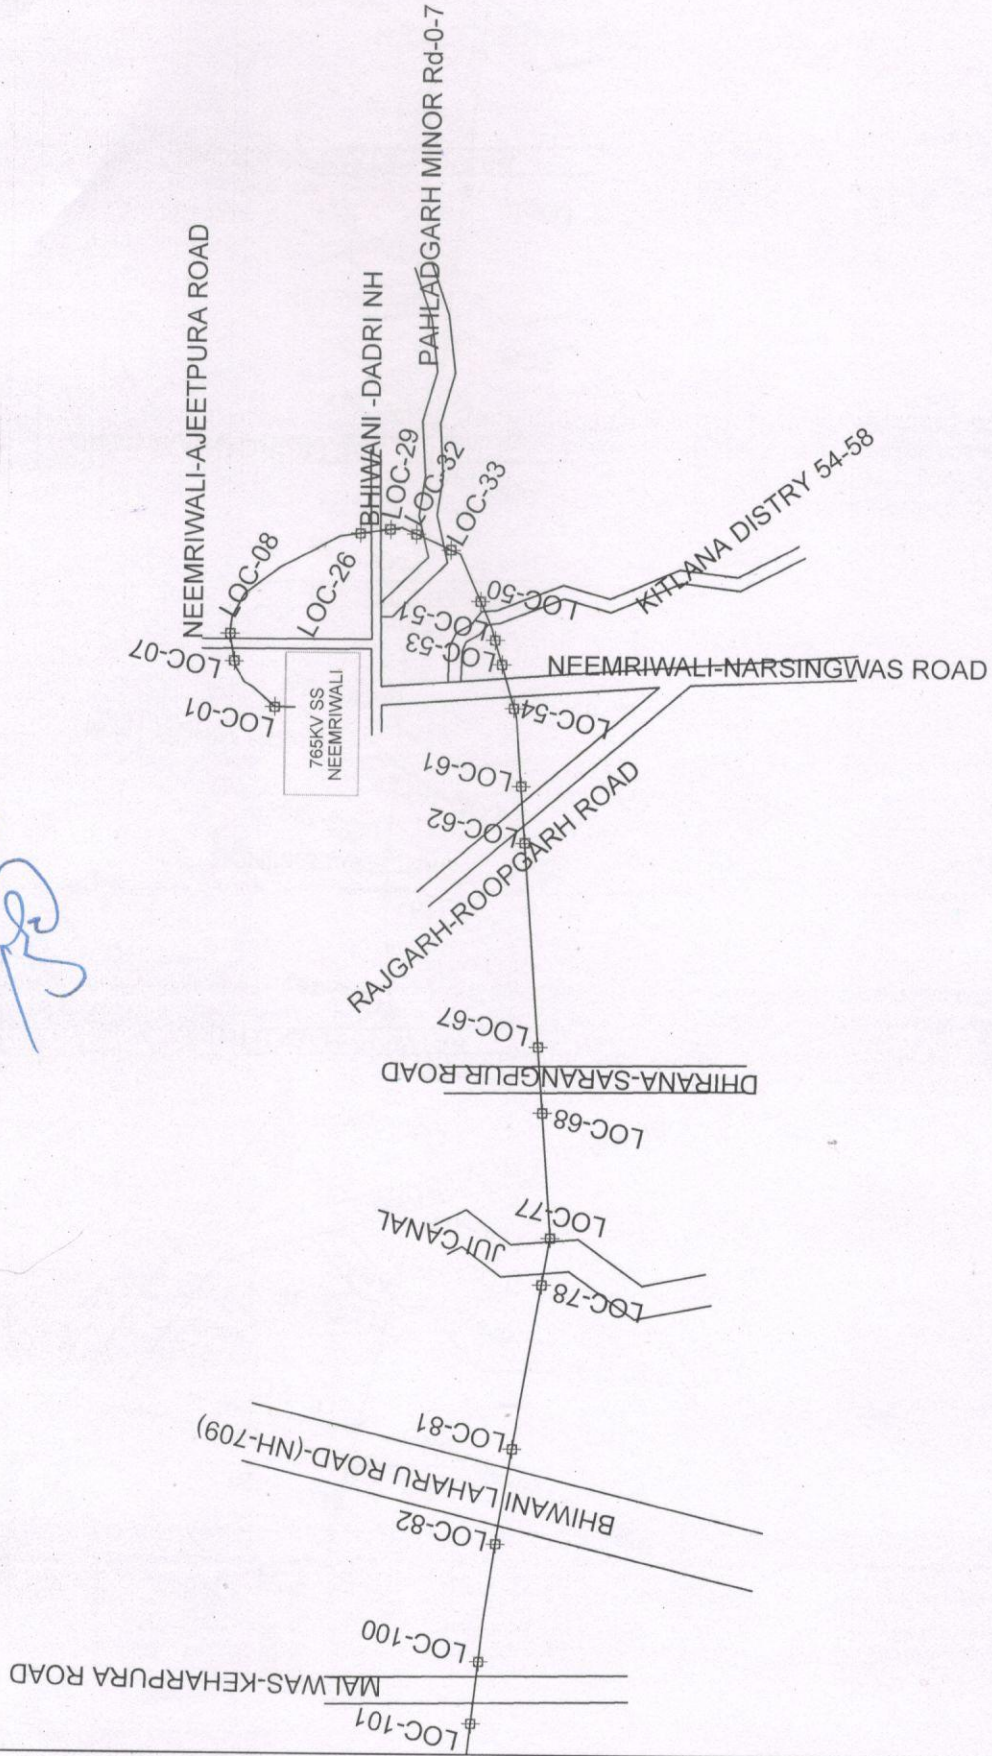 PAHLADGARH MINOR Rd-0-7
NEEMRIWALI-AJEETPURA ROAD
BHIWANI -DADRI NH
LOC-29
LOC-32
LOC-33
LOC-08
LOC-26
LOC-07
LOC-01
765KV SS
NEEMRIWALI
KITLANA DISTRY 54-58
LOC-50
LOC-51
LOC-53
NEEMRIWALI-NARSINGWAS ROAD
LOC-54
LOC-61
LOC-62
RAJGARH-ROOPGARH ROAD
LOC-67
DHIRANA-SARANGPUR ROAD
LOC-68
LOC-77
JUI CANAL
LOC-78
LOC-81
BHIWANI LAHARU ROAD-(NH-709)
LOC-82
LOC-100
MALWAS-KEHARPURA ROAD
LOC-101